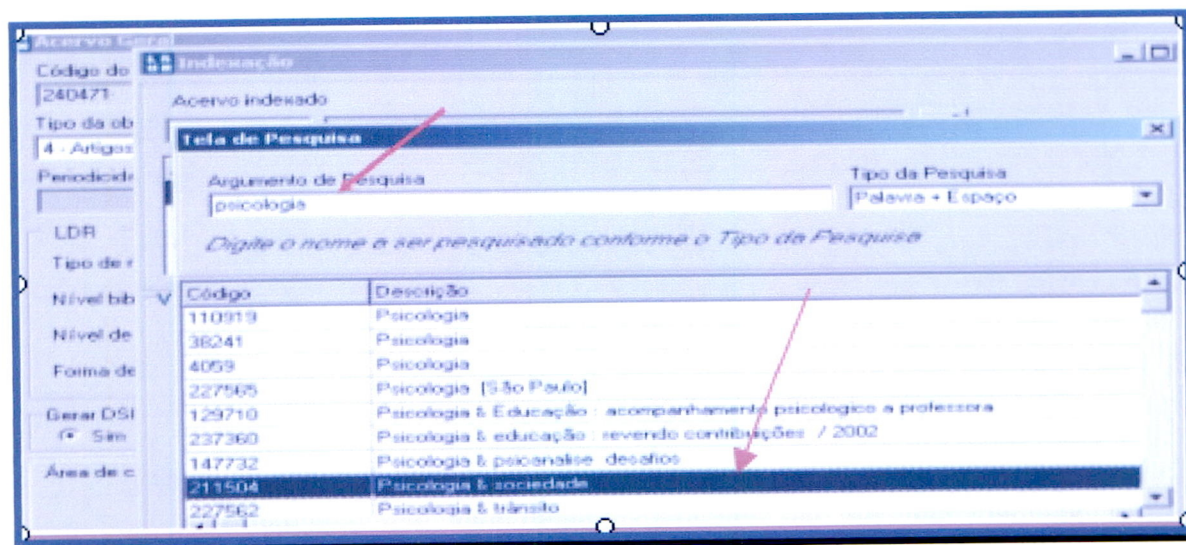 Acervo Geral
Indexação
Código do
240471
Acervo indexado
Tipo da ob
4 - Artigos
Tela de Pesquisa
Periodicida
Argumento de Pesquisa
Tipo da Pesquisa
psicologia
Palavra + Espaço
Digite o nome a ser pesquisado conforme o Tipo da Pesquisa
LDR
Tipo de r
Nível bib
Nível de
Forma de
Gerar DSI
Sim
Área de c
V
Código Descrição
110919 Psicologia
38241 Psicologia
4059 Psicologia
227565 Psicologia [São Paulo]
129710 Psicologia & Educação : acompanhamento psicologico a professora
237360 Psicologia & educação : revendo contribuições / 2002
147732 Psicologia & psicanalise desafios
211504 Psicologia & sociedade
227562 Psicologia & trânsito